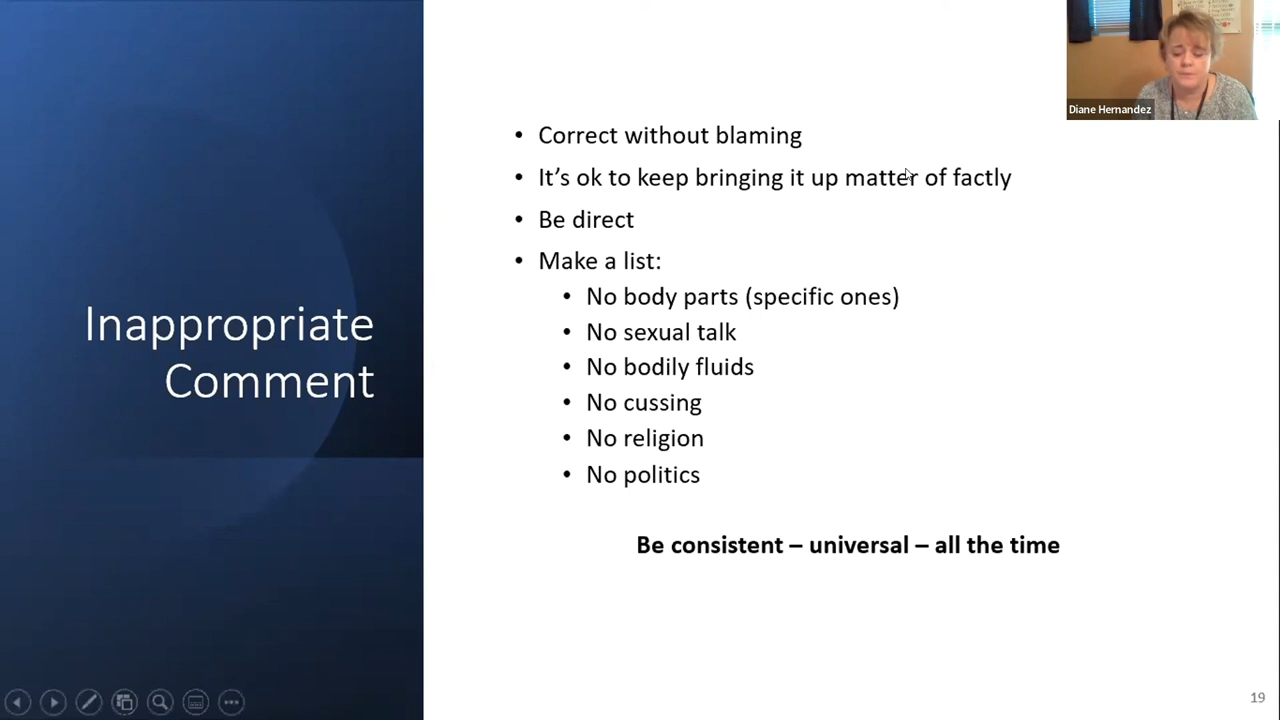 Diane Hernandez
Inappropriate
Comment
• Correct without blaming
• It’s ok to keep bringing it up matter of factly
• Be direct
• Make a list:
• No body parts (specific ones)
• No sexual talk
• No bodily fluids
• No cussing
• No religion
• No politics
Be consistent – universal – all the time
19